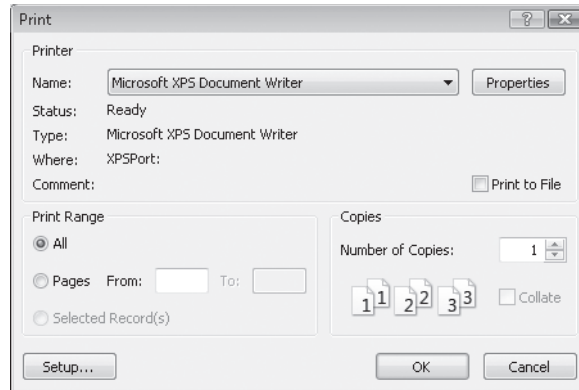 Print
Printer
Name: Microsoft XPS Document Writer Properties
Status: Ready
Type: Microsoft XPS Document Writer
Where: XPSPort:
Comment: Print to File
Print Range
All
Pages From: To:
Selected Record(s)
Copies
Number of Copies: 1
1 1 2 2 3 3 Collate
Setup... OK Cancel